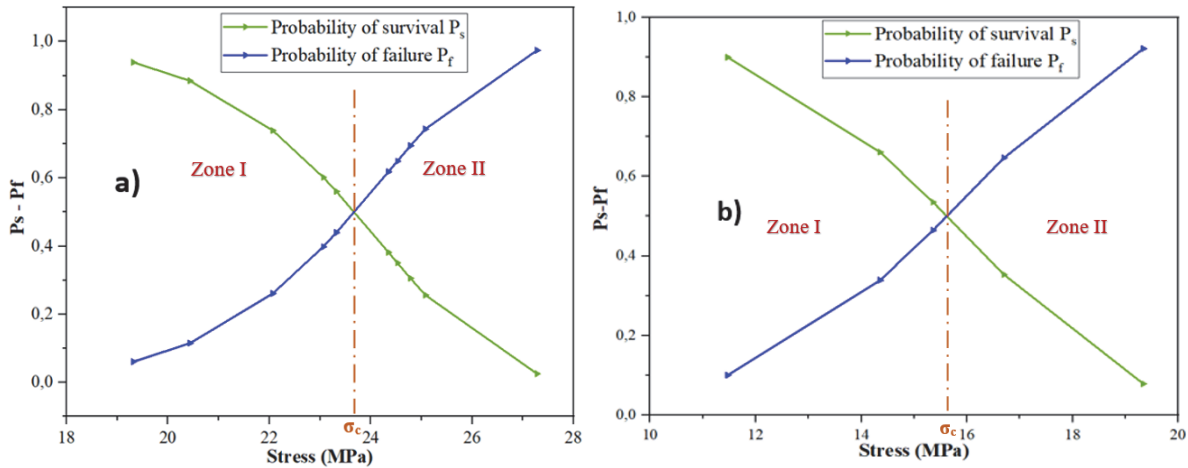 Probability of survival Ps
Probability of failure Pf
1,0
0,8
0,6
0,4
0,2
0,0
Ps - Pf
a)
Zone I
Zone II
18
20
22
24
26
28
σc
Stress (MPa)
Probability of survival Ps
Probability of failure Pf
1,0
0,8
0,6
0,4
0,2
0,0
Ps-Pf
b)
Zone I
Zone II
10
12
14
16
18
20
σc
Stress (MPa)